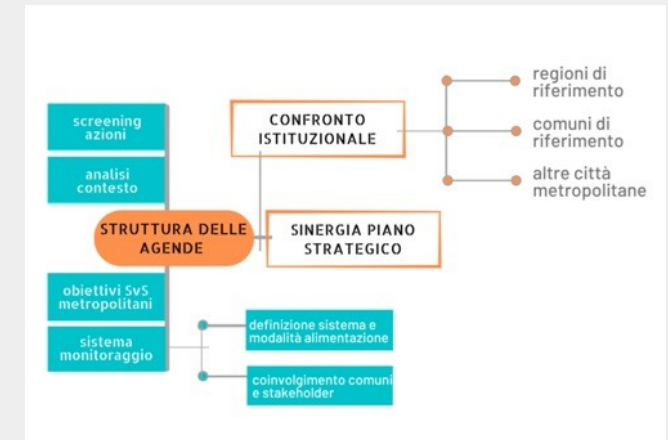 screening
azioni
analisi
contesto
STRUTTURA DELLE
AGENDE
obiettivi SvS
metropolitani
sistema
monitoraggio
definizione sistema e
modalità alimentazione
coinvolgimento comuni
e stakeholder
CONFRONTO
ISTITUZIONALE
SINERGIA PIANO
STRATEGICO
regioni di
riferimento
comuni di
riferimento
altre città
metropolitane